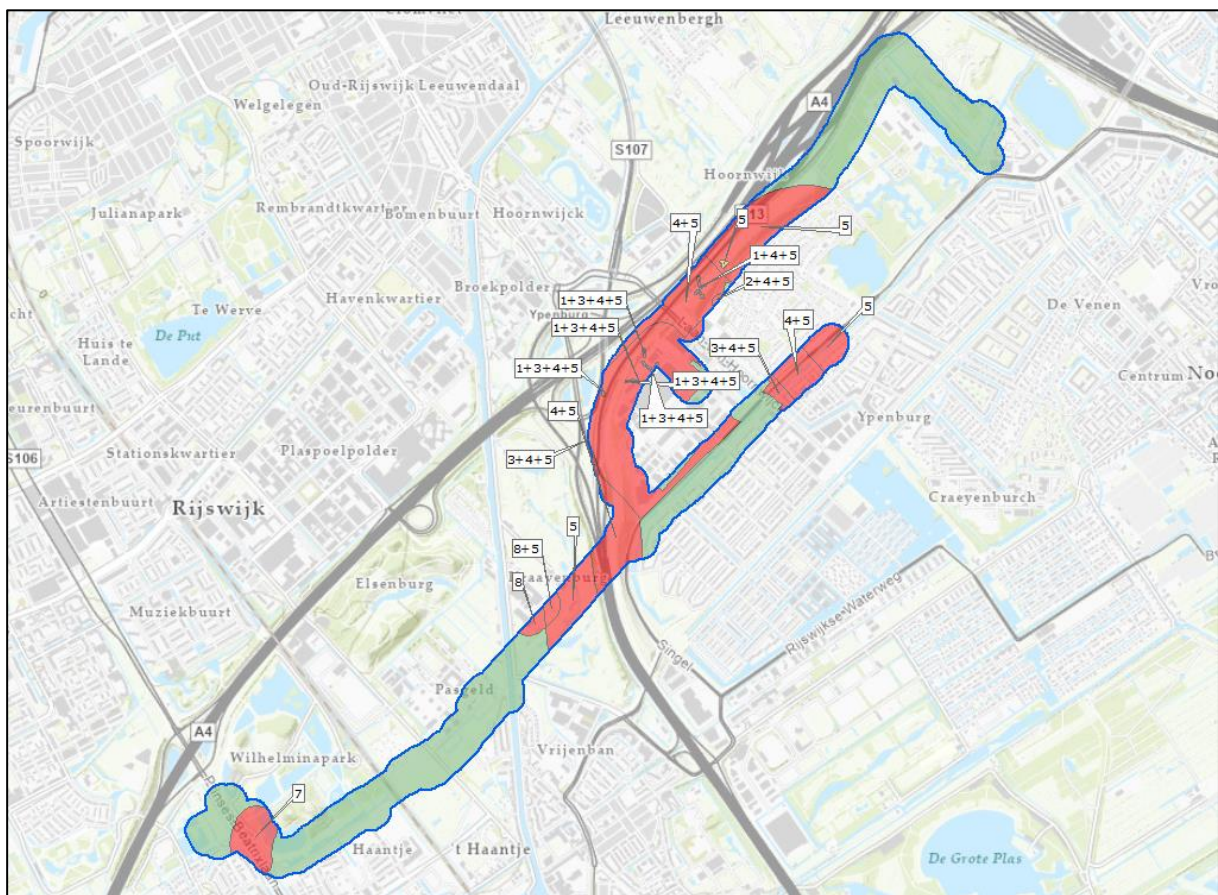 Cromvliet
Leeuwenbergh
Oud-Rijswijk
Leeuwendaal
Welgelegen
A4
Spoorwijk
S107
Hoornwijk
Julianapark
Rembrandtkwartier
Bomenbuurt
Hoornwijck
4+5
5
13
5
1+4+5
2+4+5
Te Werve
Havenkwartier
Broekpolder
1+3+4+5
Ypenburg
De Venen
De Put
1+3+4+5
4+5
5
Huis te
Lande
3+4+5
1+3+4+5
1+3+4+5
Centrum
1+3+4+5
4+5
Ypenburg
S106
Stationskwartier
Plaspoelpolder
3+4+5
Artiestenbuurt
Rijswijk
Craeyenburch
5
8+5
8
Elsenburg
Muziekbuurt
Rijswijkse Waterweg
Singel
Pasgeld
A4
Wilhelminapark
Vrijenban
7
Haantje
't Haantje
De Grote Plas